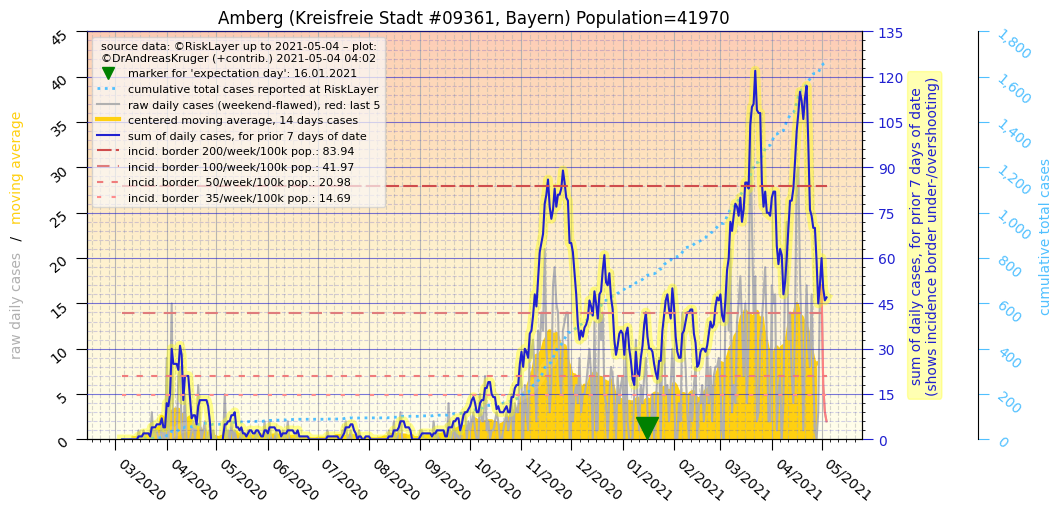 Amberg (Kreisfreie Stadt #09361, Bayern) Population=41970
source data: ©RiskLayer up to 2021-05-04 – plot:
©DrAndreasKruger (+contrib.) 2021-05-04 04:02
marker for 'expectation day': 16.01.2021
cumulative total cases reported at RiskLayer
raw daily cases (weekend-flawed), red: last 5
centered moving average, 14 days cases
sum of daily cases, for prior 7 days of date
incid. border 200/week/100k pop.: 83.94
incid. border 100/week/100k pop.: 41.97
incid. border  50/week/100k pop.: 20.98
incid. border  35/week/100k pop.: 14.69
raw daily cases / moving average
45
40
35
30
25
20
15
10
5
0
03/2020
04/2020
05/2020
06/2020
07/2020
08/2020
09/2020
10/2020
11/2020
12/2020
01/2021
02/2021
03/2021
04/2021
05/2021
135
120
105
90
75
60
45
30
15
0
sum of daily cases, for prior 7 days of date
(shows incidence border under-/overshooting)
1,800
1,600
1,400
1,200
1,000
800
600
400
200
0
cumulative total cases